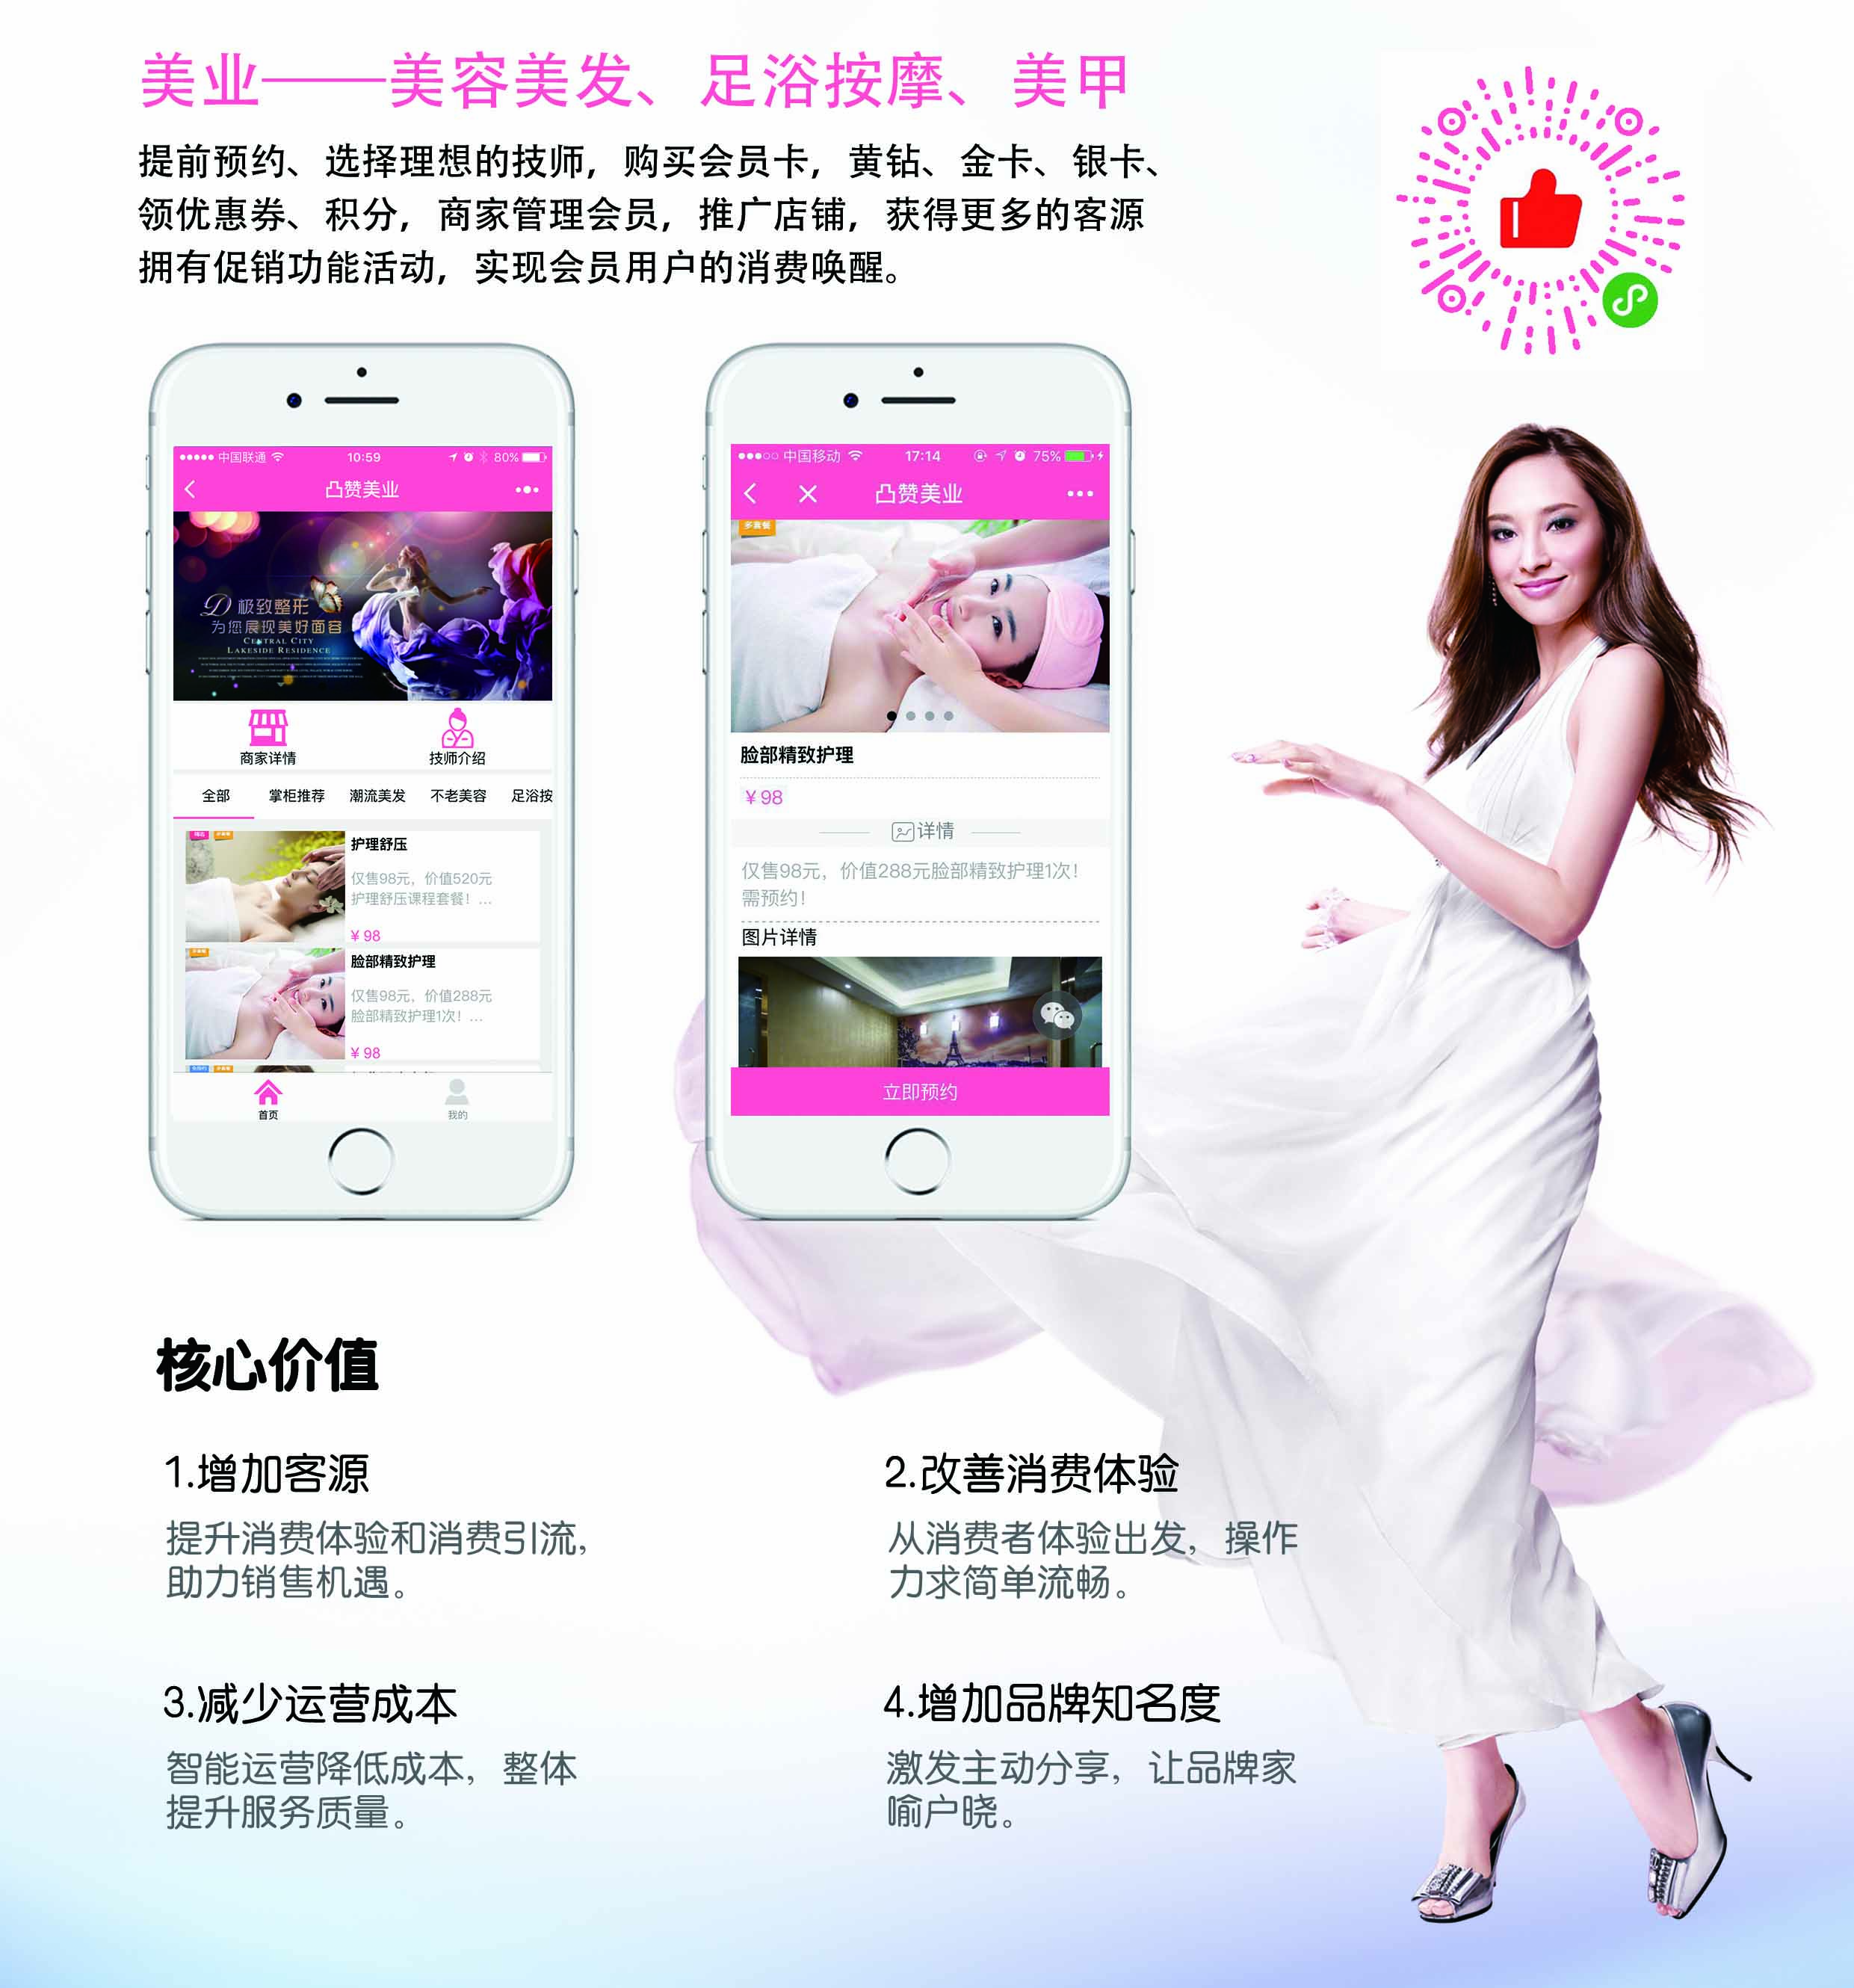 美业——美容美发、足浴按摩、美甲
提前预约、选择理想的技师，购买会员卡，黄钻、金卡、银卡、
领优惠券、积分，商家管理会员，推广店铺，获得更多的客源
拥有促销功能活动，实现会员用户的消费唤醒。
中国联通 10:59 80%
凸赞美业
D 极致整形
为您展现美好面容
CENTRAL CITY
LAKESIDE RESIDENCE
商家详情 技师介绍
全部 掌柜推荐 潮流美发 不老美容 足浴按
护理舒压
仅售98元，价值520元
护理舒压课程套餐！...
¥ 98
脸部精致护理
仅售98元，价值288元
脸部精致护理1次！...
¥ 98
首页 我的
中国移动 17:14 75%
凸赞美业
多套餐
脸部精致护理
¥ 98
详情
仅售98元，价值288元脸部精致护理1次！
需预约！
图片详情
立即预约
核心价值
1.增加客源
提升消费体验和消费引流，
助力销售机遇。
2.改善消费体验
从消费者体验出发，操作
力求简单流畅。
3.减少运营成本
智能运营降低成本，整体
提升服务质量。
4.增加品牌知名度
激发主动分享，让品牌家
喻户晓。